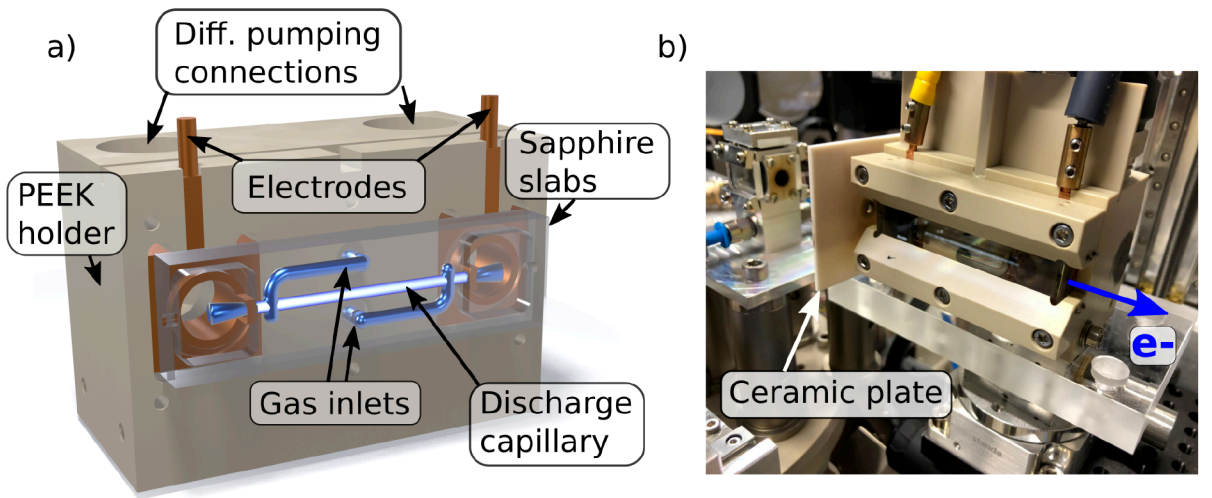 a)
Diff. pumping
connections
Electrodes
Sapphire
slabs
PEEK
holder
Gas inlets
Discharge
capillary
b)
e-
Ceramic plate